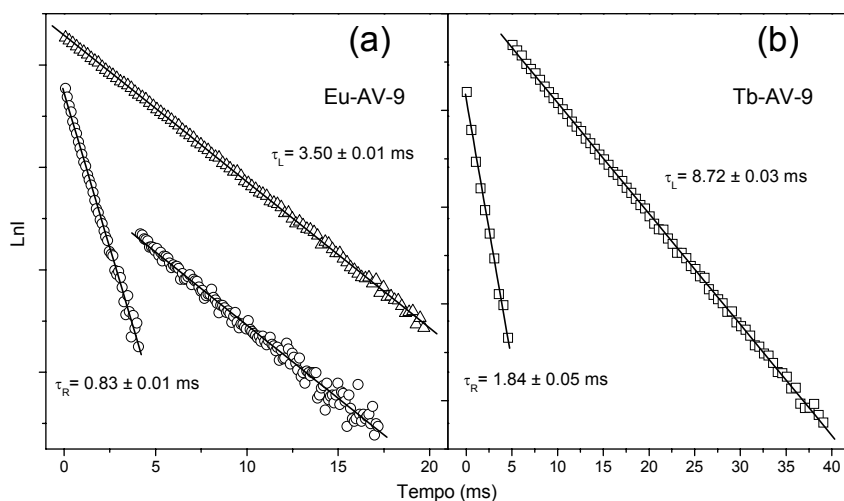 (a)
(b)
Eu-AV-9
Tb-AV-9
τL= 3.50 ± 0.01 ms
τL= 8.72 ± 0.03 ms
LnI
τR= 0.83 ± 0.01 ms
τR= 1.84 ± 0.05 ms
0 5 10 15 20
0 5 10 15 20 25 30 35 40
Tempo (ms)